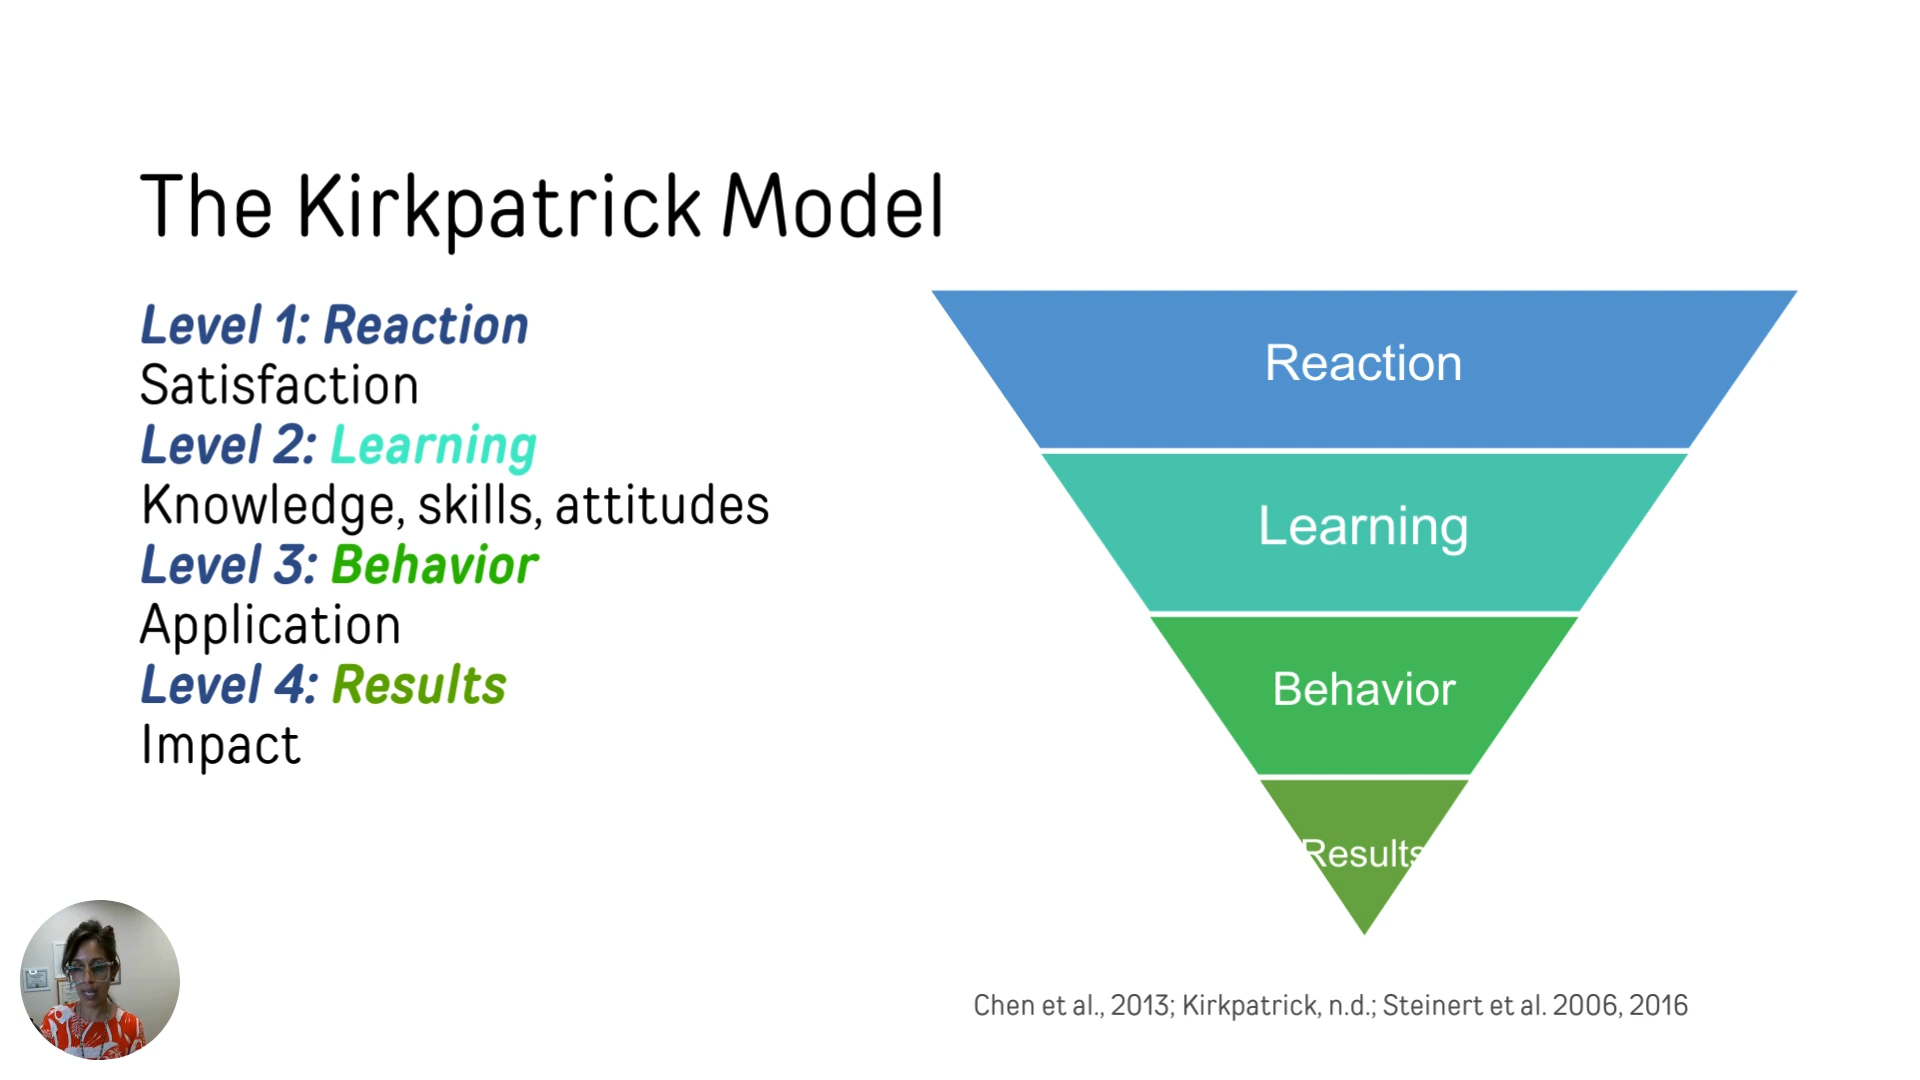 The Kirkpatrick Model
Level 1: Reaction
Satisfaction
Level 2: Learning
Knowledge, skills, attitudes
Level 3: Behavior
Application
Level 4: Results
Impact
Reaction
Learning
Behavior
Results
Chen et al., 2013; Kirkpatrick, n.d.; Steinert et al. 2006, 2016